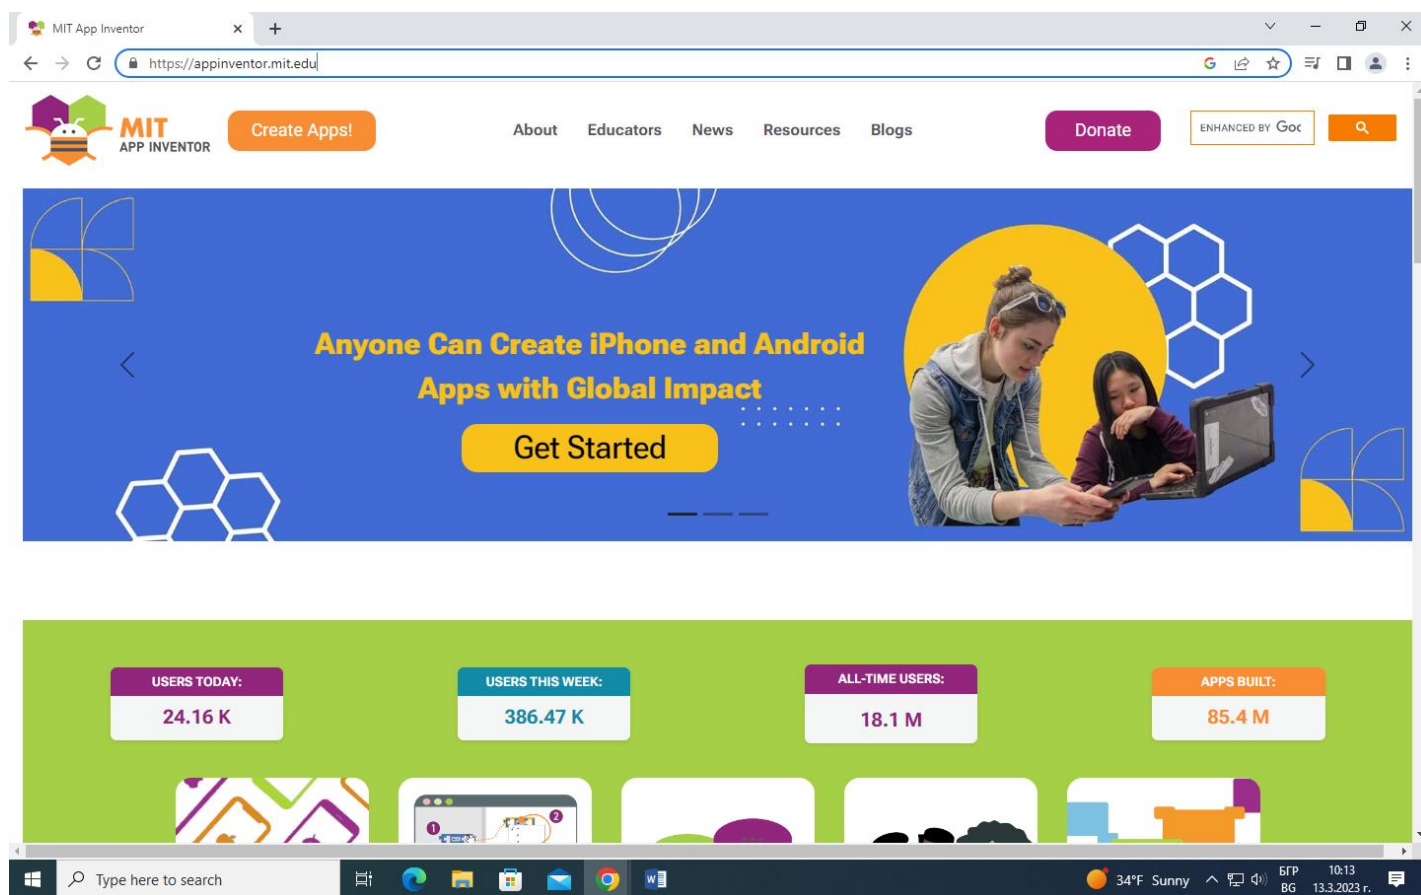 MIT App Inventor
https://appinventor.mit.edu
MIT
APP INVENTOR
Create Apps!
About Educators News Resources Blogs
Donate
ENHANCED BY Goo
Anyone Can Create iPhone and Android
Apps with Global Impact
Get Started
USERS TODAY:
24.16 K
USERS THIS WEEK:
386.47 K
ALL-TIME USERS:
18.1 M
APPS BUILT:
85.4 M
1
2
Type here to search
34°F Sunny
БГР
BG
10:13
13.3.2023 г.